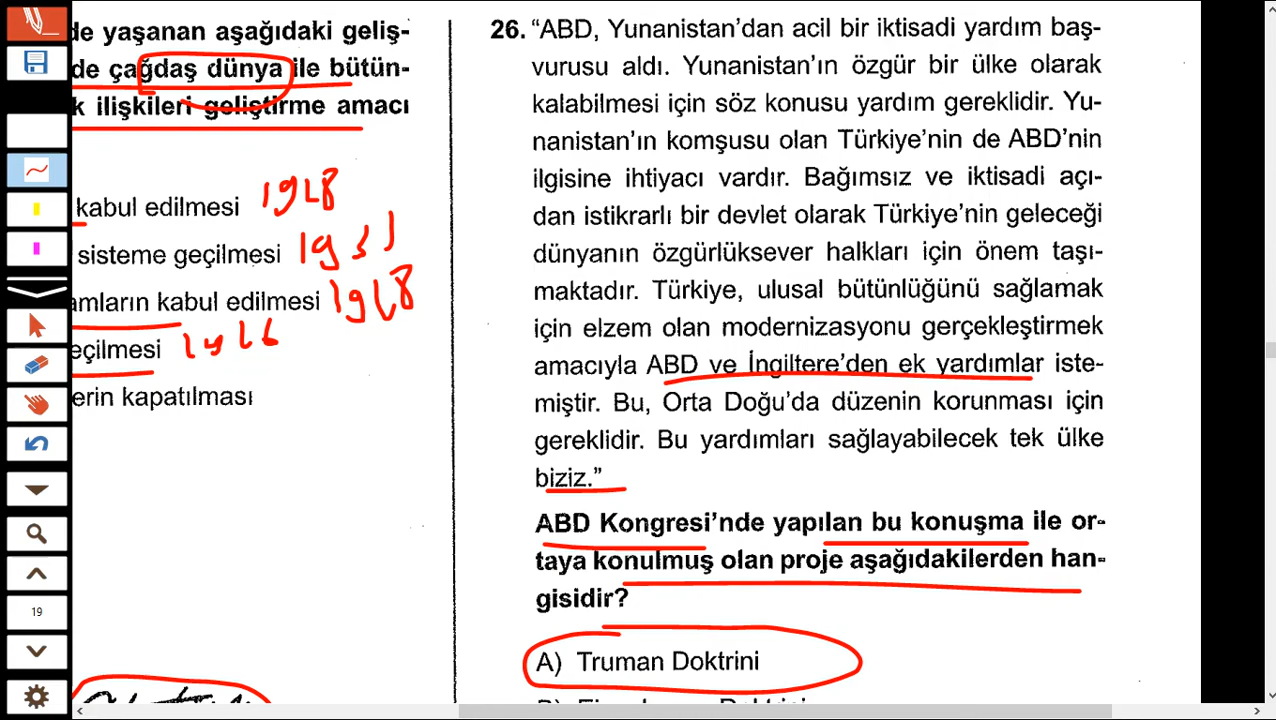 de yaşanan aşağıdaki geliş-
de çağdaş dünya ile bütün-
k ilişkileri geliştirme amacı
kabul edilmesi 1928
sisteme geçilmesi 1931
amların kabul edilmesi 1928
eçilmesi 1926
erin kapatılması
26. “ABD, Yunanistan’dan acil bir iktisadi yardım baş-
vurusu aldı. Yunanistan’ın özgür bir ülke olarak
kalabilmesi için söz konusu yardım gereklidir. Yu-
nanistan’ın komşusu olan Türkiye’nin de ABD’nin
ilgisine ihtiyacı vardır. Bağımsız ve iktisadi açı-
dan istikrarlı bir devlet olarak Türkiye’nin geleceği
dünyanın özgürlüksever halkları için önem taşı-
maktadır. Türkiye, ulusal bütünlüğünü sağlamak
için elzem olan modernizasyonu gerçekleştirmek
amacıyla ABD ve İngiltere’den ek yardımlar iste-
miştir. Bu, Orta Doğu’da düzenin korunması için
gereklidir. Bu yardımları sağlayabilecek tek ülke
biziz.”
ABD Kongresi’nde yapılan bu konuşma ile or-
taya konulmuş olan proje aşağıdakilerden han-
gisidir?
A) Truman Doktrini
19